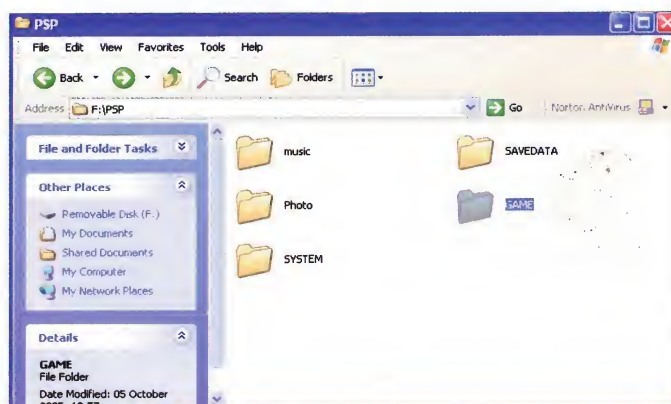 PSP
File Edit View Favorites Tools Help
Back Search Folders
Address F:\PSP Go Norton AntiVirus
File and Folder Tasks
Other Places
Removable Disk (F:)
My Documents
Shared Documents
My Computer
My Network Places
Details
GAME
File Folder
Date Modified: 05 October
music
SAVEDATA
Photo
GAME
SYSTEM